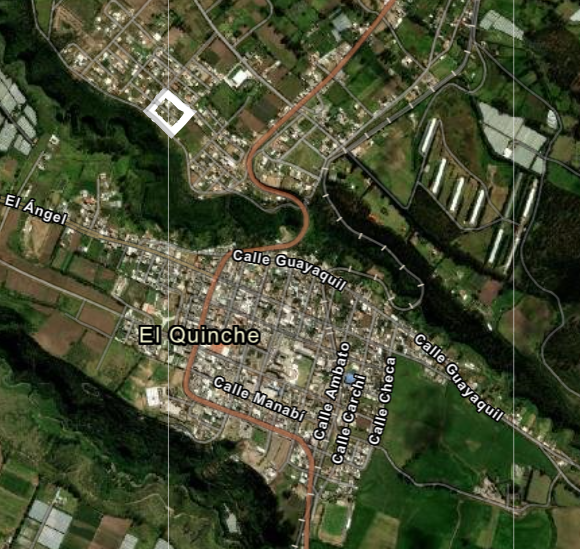 El Ángel
Calle Guayaquil
El Quinche
Calle Guayaquil
Calle Manabí
Calle Ambato
Calle Carchi
Calle Checa